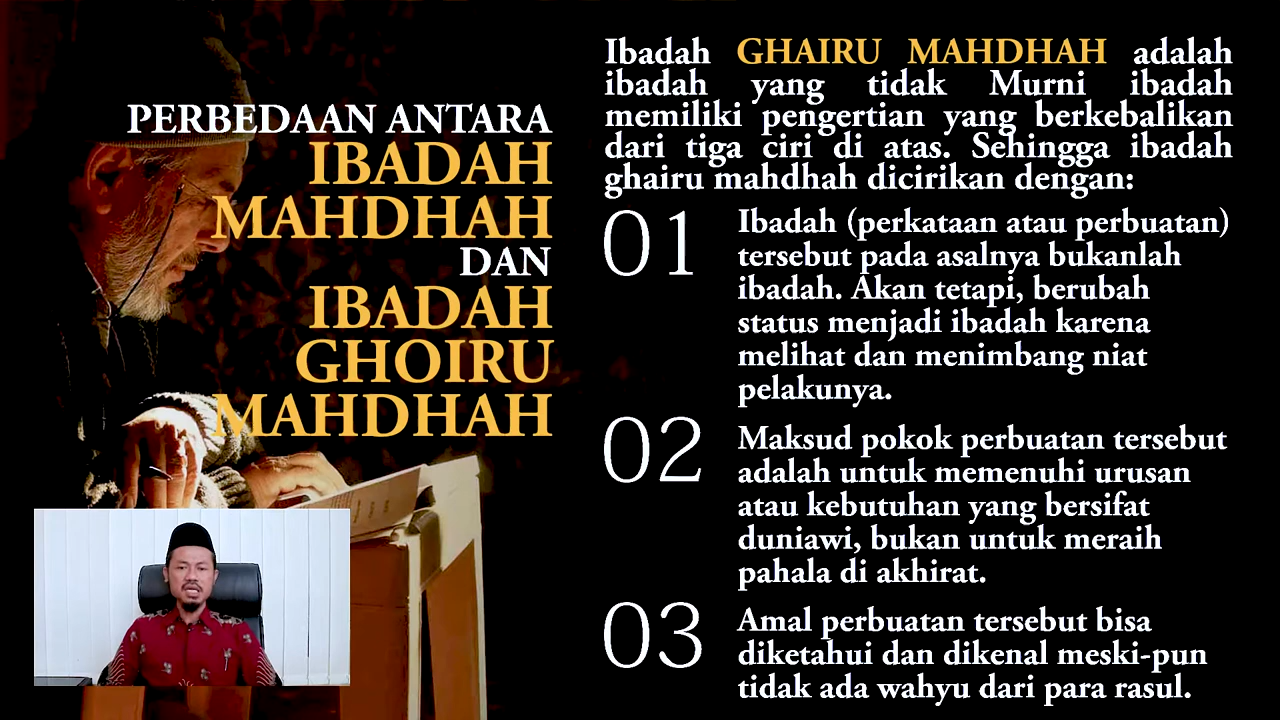 PERBEDAAN ANTARA
IBADAH
MAHDHAH
DAN
IBADAH
GHOIRU
MAHDHAH
Ibadah GHAIRU MAHDHAH adalah
ibadah yang tidak Murni ibadah
memiliki pengertian yang berkebalikan
dari tiga ciri di atas. Sehingga ibadah
ghairu mahdhah dicirikan dengan:
01
Ibadah (perkataan atau perbuatan)
tersebut pada asalnya bukanlah
ibadah. Akan tetapi, berubah
status menjadi ibadah karena
melihat dan menimbang niat
pelakunya.
02
Maksud pokok perbuatan tersebut
adalah untuk memenuhi urusan
atau kebutuhan yang bersifat
duniawi, bukan untuk meraih
pahala di akhirat.
03
Amal perbuatan tersebut bisa
diketahui dan dikenal meski-pun
tidak ada wahyu dari para rasul.